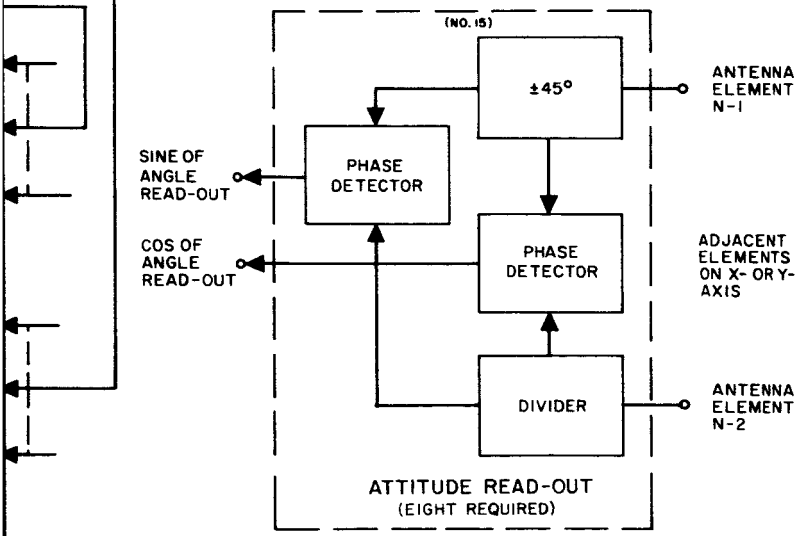 (NO. 15)
±45°
ANTENNA
ELEMENT
N-1
PHASE
DETECTOR
SINE OF
ANGLE
READ-OUT
COS OF
ANGLE
READ-OUT
PHASE
DETECTOR
ADJACENT
ELEMENTS
ON X- OR Y-
AXIS
DIVIDER
ANTENNA
ELEMENT
N-2
ATTITUDE READ-OUT
(EIGHT REQUIRED)